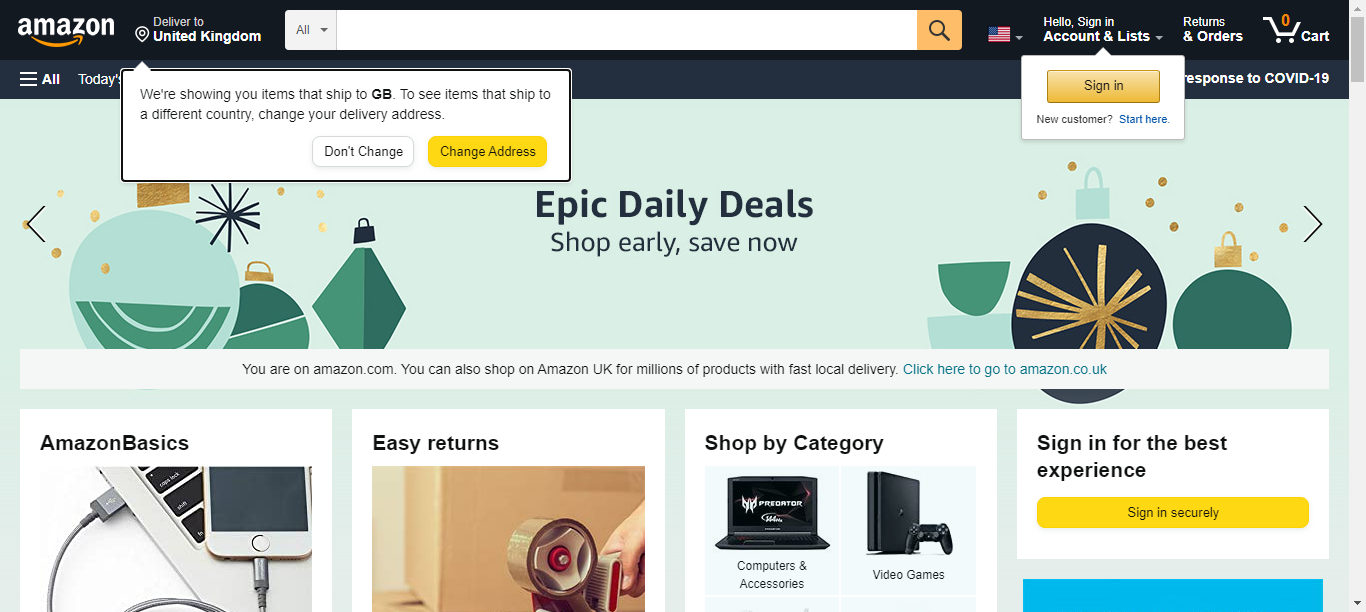 amazon
Deliver to
United Kingdom
All
Hello, Sign in
Account & Lists
Returns
& Orders
0
Cart
All
Today's
response to COVID-19
We're showing you items that ship to GB. To see items that ship to
a different country, change your delivery address.
Don't Change
Change Address
Sign in
New customer? Start here.
Epic Daily Deals
Shop early, save now
You are on amazon.com. You can also shop on Amazon UK for millions of products with fast local delivery. Click here to go to amazon.co.uk
AmazonBasics
caps lock
shift
fn
Easy returns
Shop by Category
PREDATOR
Computers &
Accessories
Video Games
Sign in for the best
experience
Sign in securely